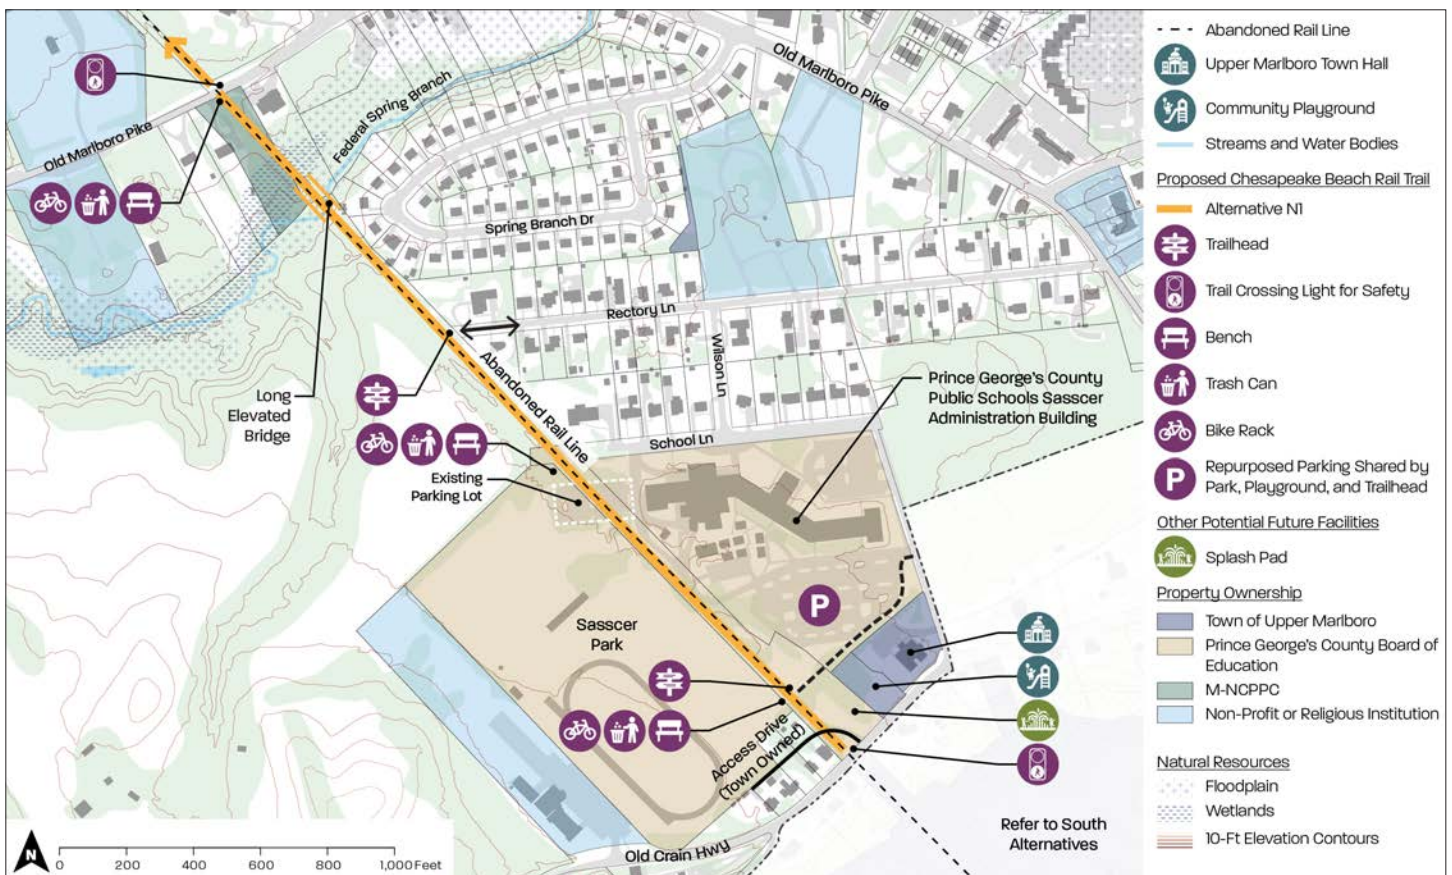 Old Marlboro Pike
Federal Spring Branch
Old Marlboro Pike
Spring Branch Dr
Rectory Ln
Wilson Ln
Long
Elevated
Bridge
Abandoned Rail Line
Prince George's County
Public Schools Sasscer
Administration Building
School Ln
Existing
Parking Lot
P
Sasscer
Park
Access Drive
(Town Owned)
Refer to South
Alternatives
Old Crain Hwy
N
0 200 400 600 800 1,000 Feet
Abandoned Rail Line
Upper Marlboro Town Hall
Community Playground
Streams and Water Bodies
Proposed Chesapeake Beach Rail Trail
Alternative N1
Trailhead
Trail Crossing Light for Safety
Bench
Trash Can
Bike Rack
P
Repurposed Parking Shared by
Park, Playground, and Trailhead
Other Potential Future Facilities
Splash Pad
Property Ownership
Town of Upper Marlboro
Prince George's County Board of
Education
M-NCPPC
Non-Profit or Religious Institution
Natural Resources
Floodplain
Wetlands
10-Ft Elevation Contours